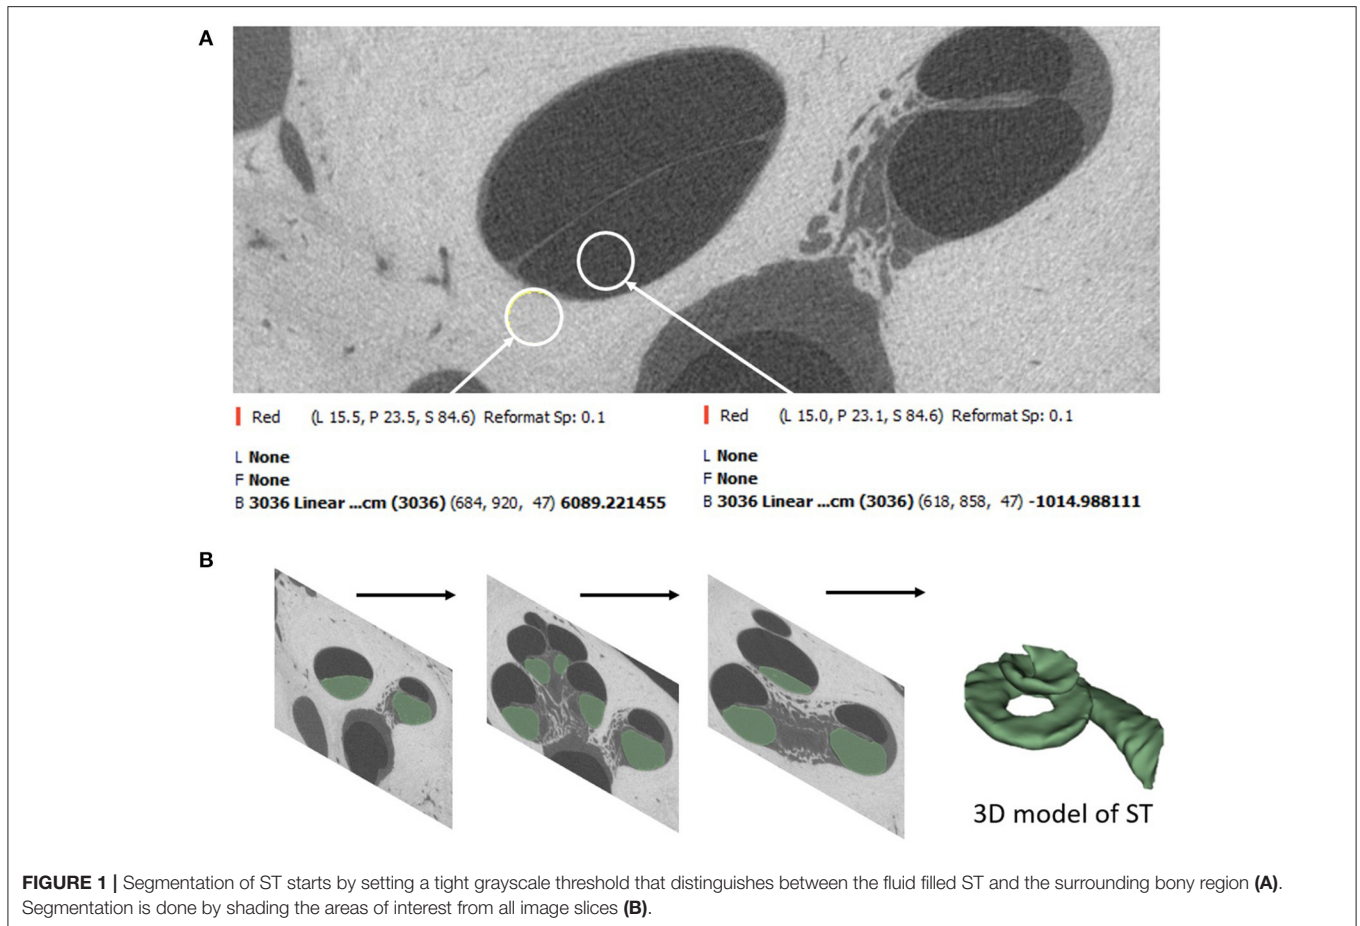 A
Red (L 15.5, P 23.5, S 84.6) Reformat Sp: 0.1
L None
F None
B 3036 Linear ...cm (3036) (684, 920, 47) 6089.221455
Red (L 15.0, P 23.1, S 84.6) Reformat Sp: 0.1
L None
F None
B 3036 Linear ...cm (3036) (618, 858, 47) -1014.988111
B
3D model of ST
FIGURE 1 | Segmentation of ST starts by setting a tight grayscale threshold that distinguishes between the fluid filled ST and the surrounding bony region (A).
Segmentation is done by shading the areas of interest from all image slices (B).